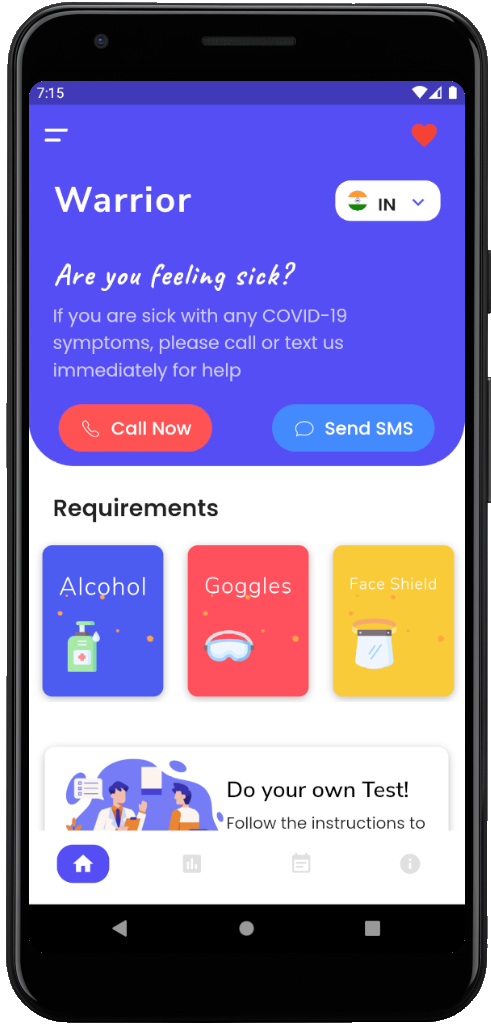 7:15
Warrior
IN
Are you feeling sick?
If you are sick with any COVID-19
symptoms, please call or text us
immediately for help
Call Now
Send SMS
Requirements
Alcohol
Goggles
Face Shield
Do your own Test!
Follow the instructions to